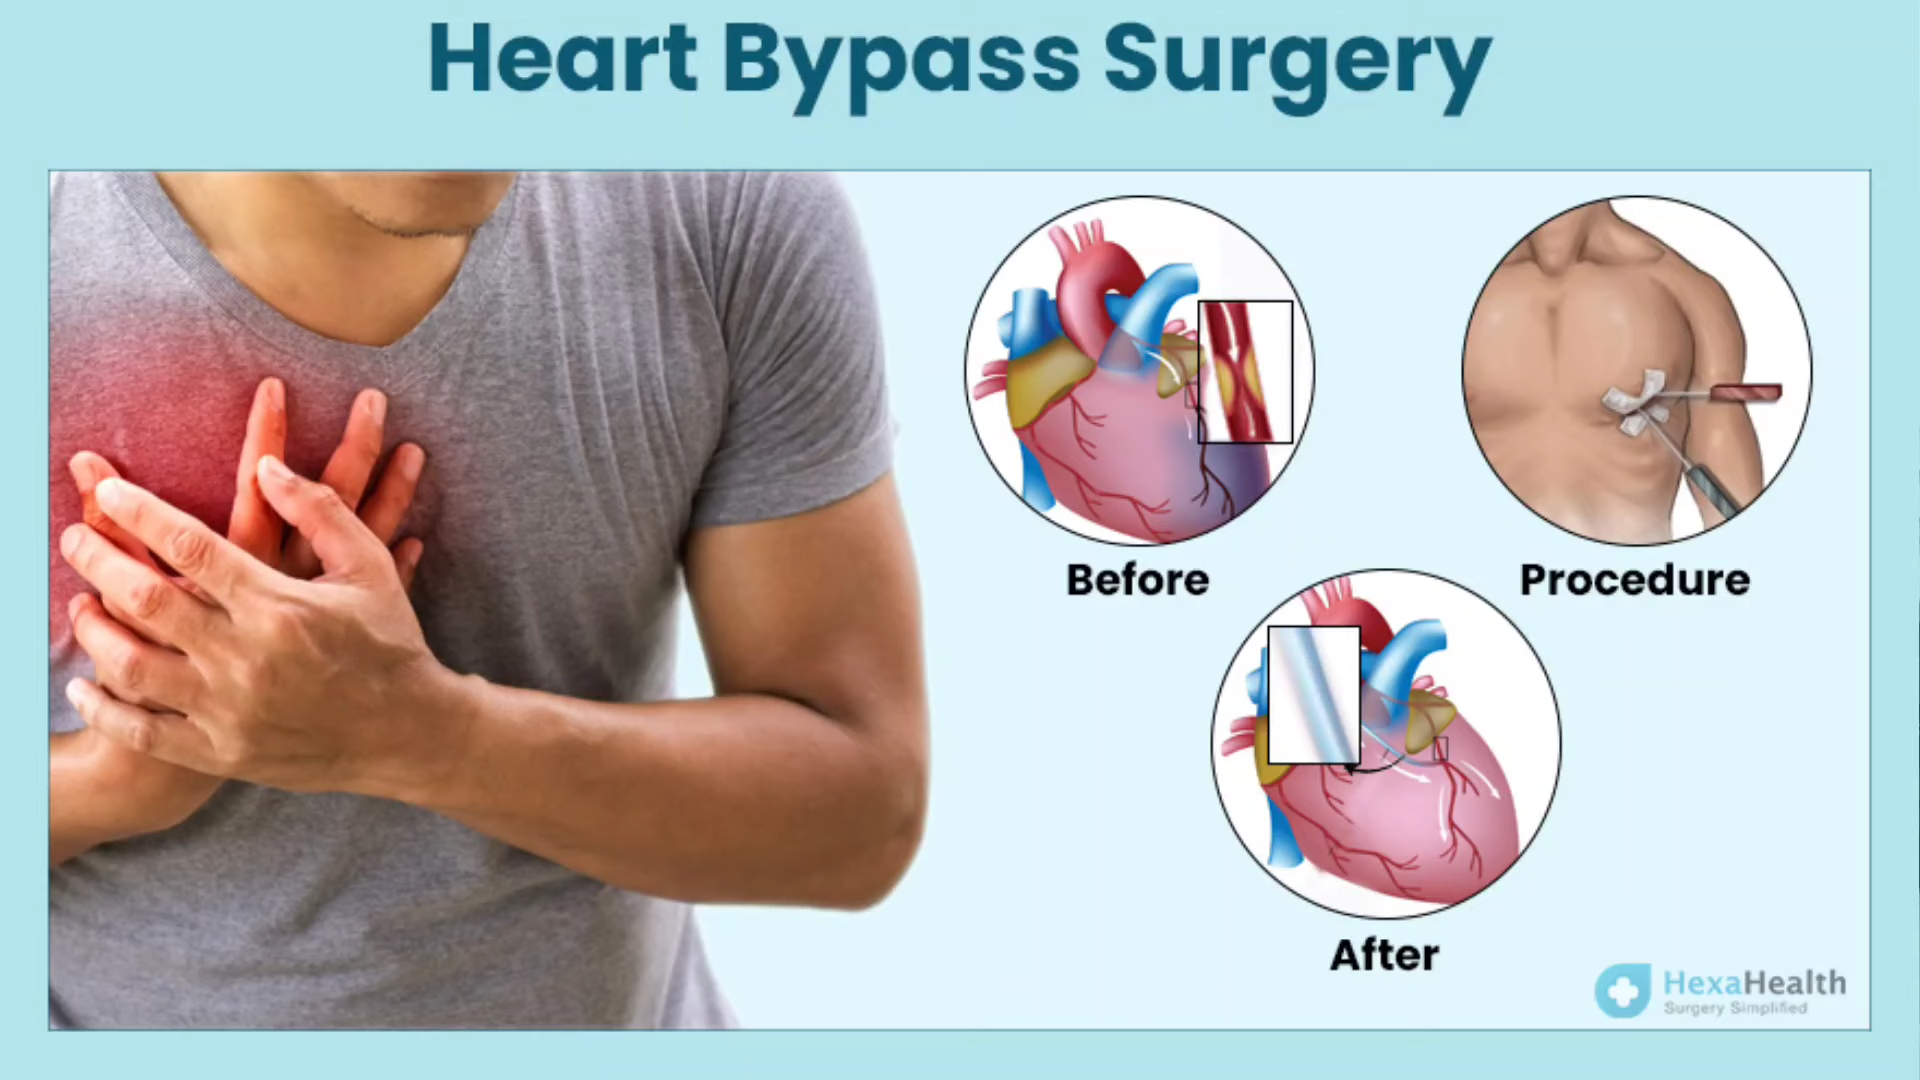 Heart Bypass Surgery
Before
Procedure
After
HexaHealth
Surgery Simplified